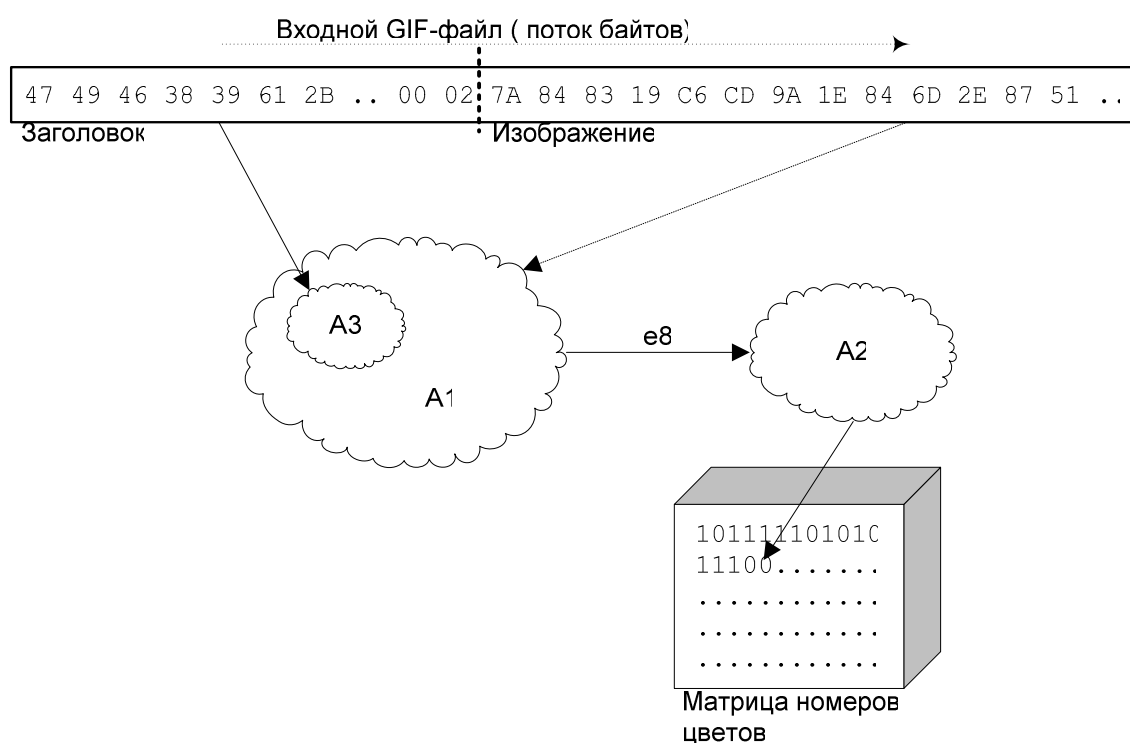 Входной GIF-файл ( поток байтов)
47 49 46 38 39 61 2B .. 00 02 7A 84 83 19 C6 CD 9A 1E 84 6D 2E 87 51 ..
Заголовок
Изображение
A3
A1
e8
A2
101111101010
11100.......
............
............
............
Матрица номеров
цветов